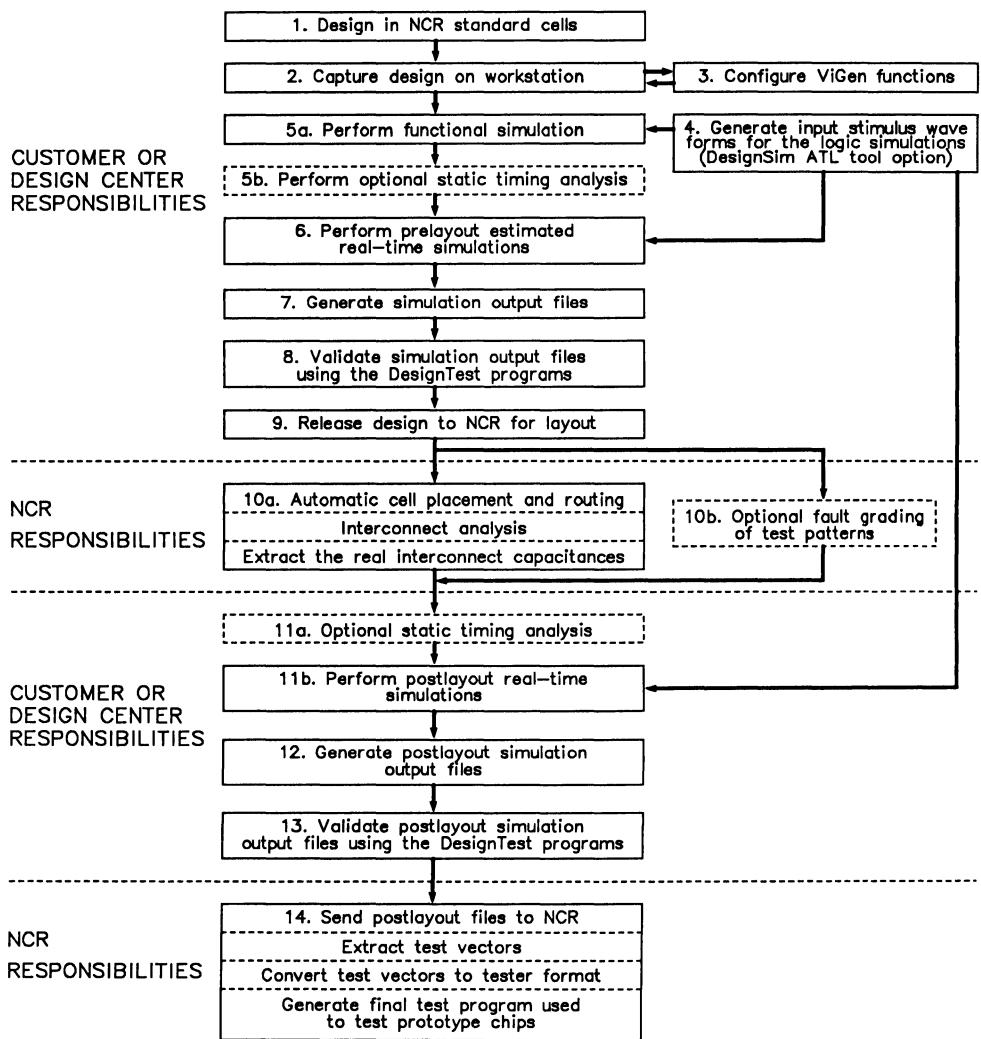 1. Design in NCR standard cells
2. Capture design on workstation
3. Configure ViGen functions
5a. Perform functional simulation
4. Generate input stimulus wave
forms for the logic simulations
(DesignSim ATL tool option)
CUSTOMER OR
DESIGN CENTER
RESPONSIBILITIES
5b. Perform optional static timing analysis
6. Perform prelayout estimated
real-time simulations
7. Generate simulation output files
8. Validate simulation output files
using the DesignTest programs
9. Release design to NCR for layout
NCR
RESPONSIBILITIES
10a. Automatic cell placement and routing
Interconnect analysis
Extract the real interconnect capacitances
10b. Optional fault grading
of test patterns
11a. Optional static timing analysis
CUSTOMER OR
DESIGN CENTER
RESPONSIBILITIES
11b. Perform postlayout real-time
simulations
12. Generate postlayout simulation
output files
13. Validate postlayout simulation
output files using the DesignTest programs
NCR
RESPONSIBILITIES
14. Send postlayout files to NCR
Extract test vectors
Convert test vectors to tester format
Generate final test program used
to test prototype chips